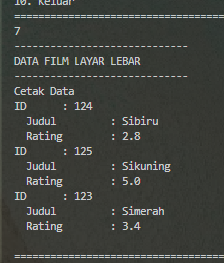 10. Keluar
=====================================
7
------------------------------
DATA FILM LAYAR LEBAR
------------------------------
Cetak Data
ID      : 124
  Judul         : Sibiru
  Rating        : 2.8
ID      : 125
  Judul         : Sikuning
  Rating        : 5.0
ID      : 123
  Judul         : Simerah
  Rating        : 3.4

=====================================